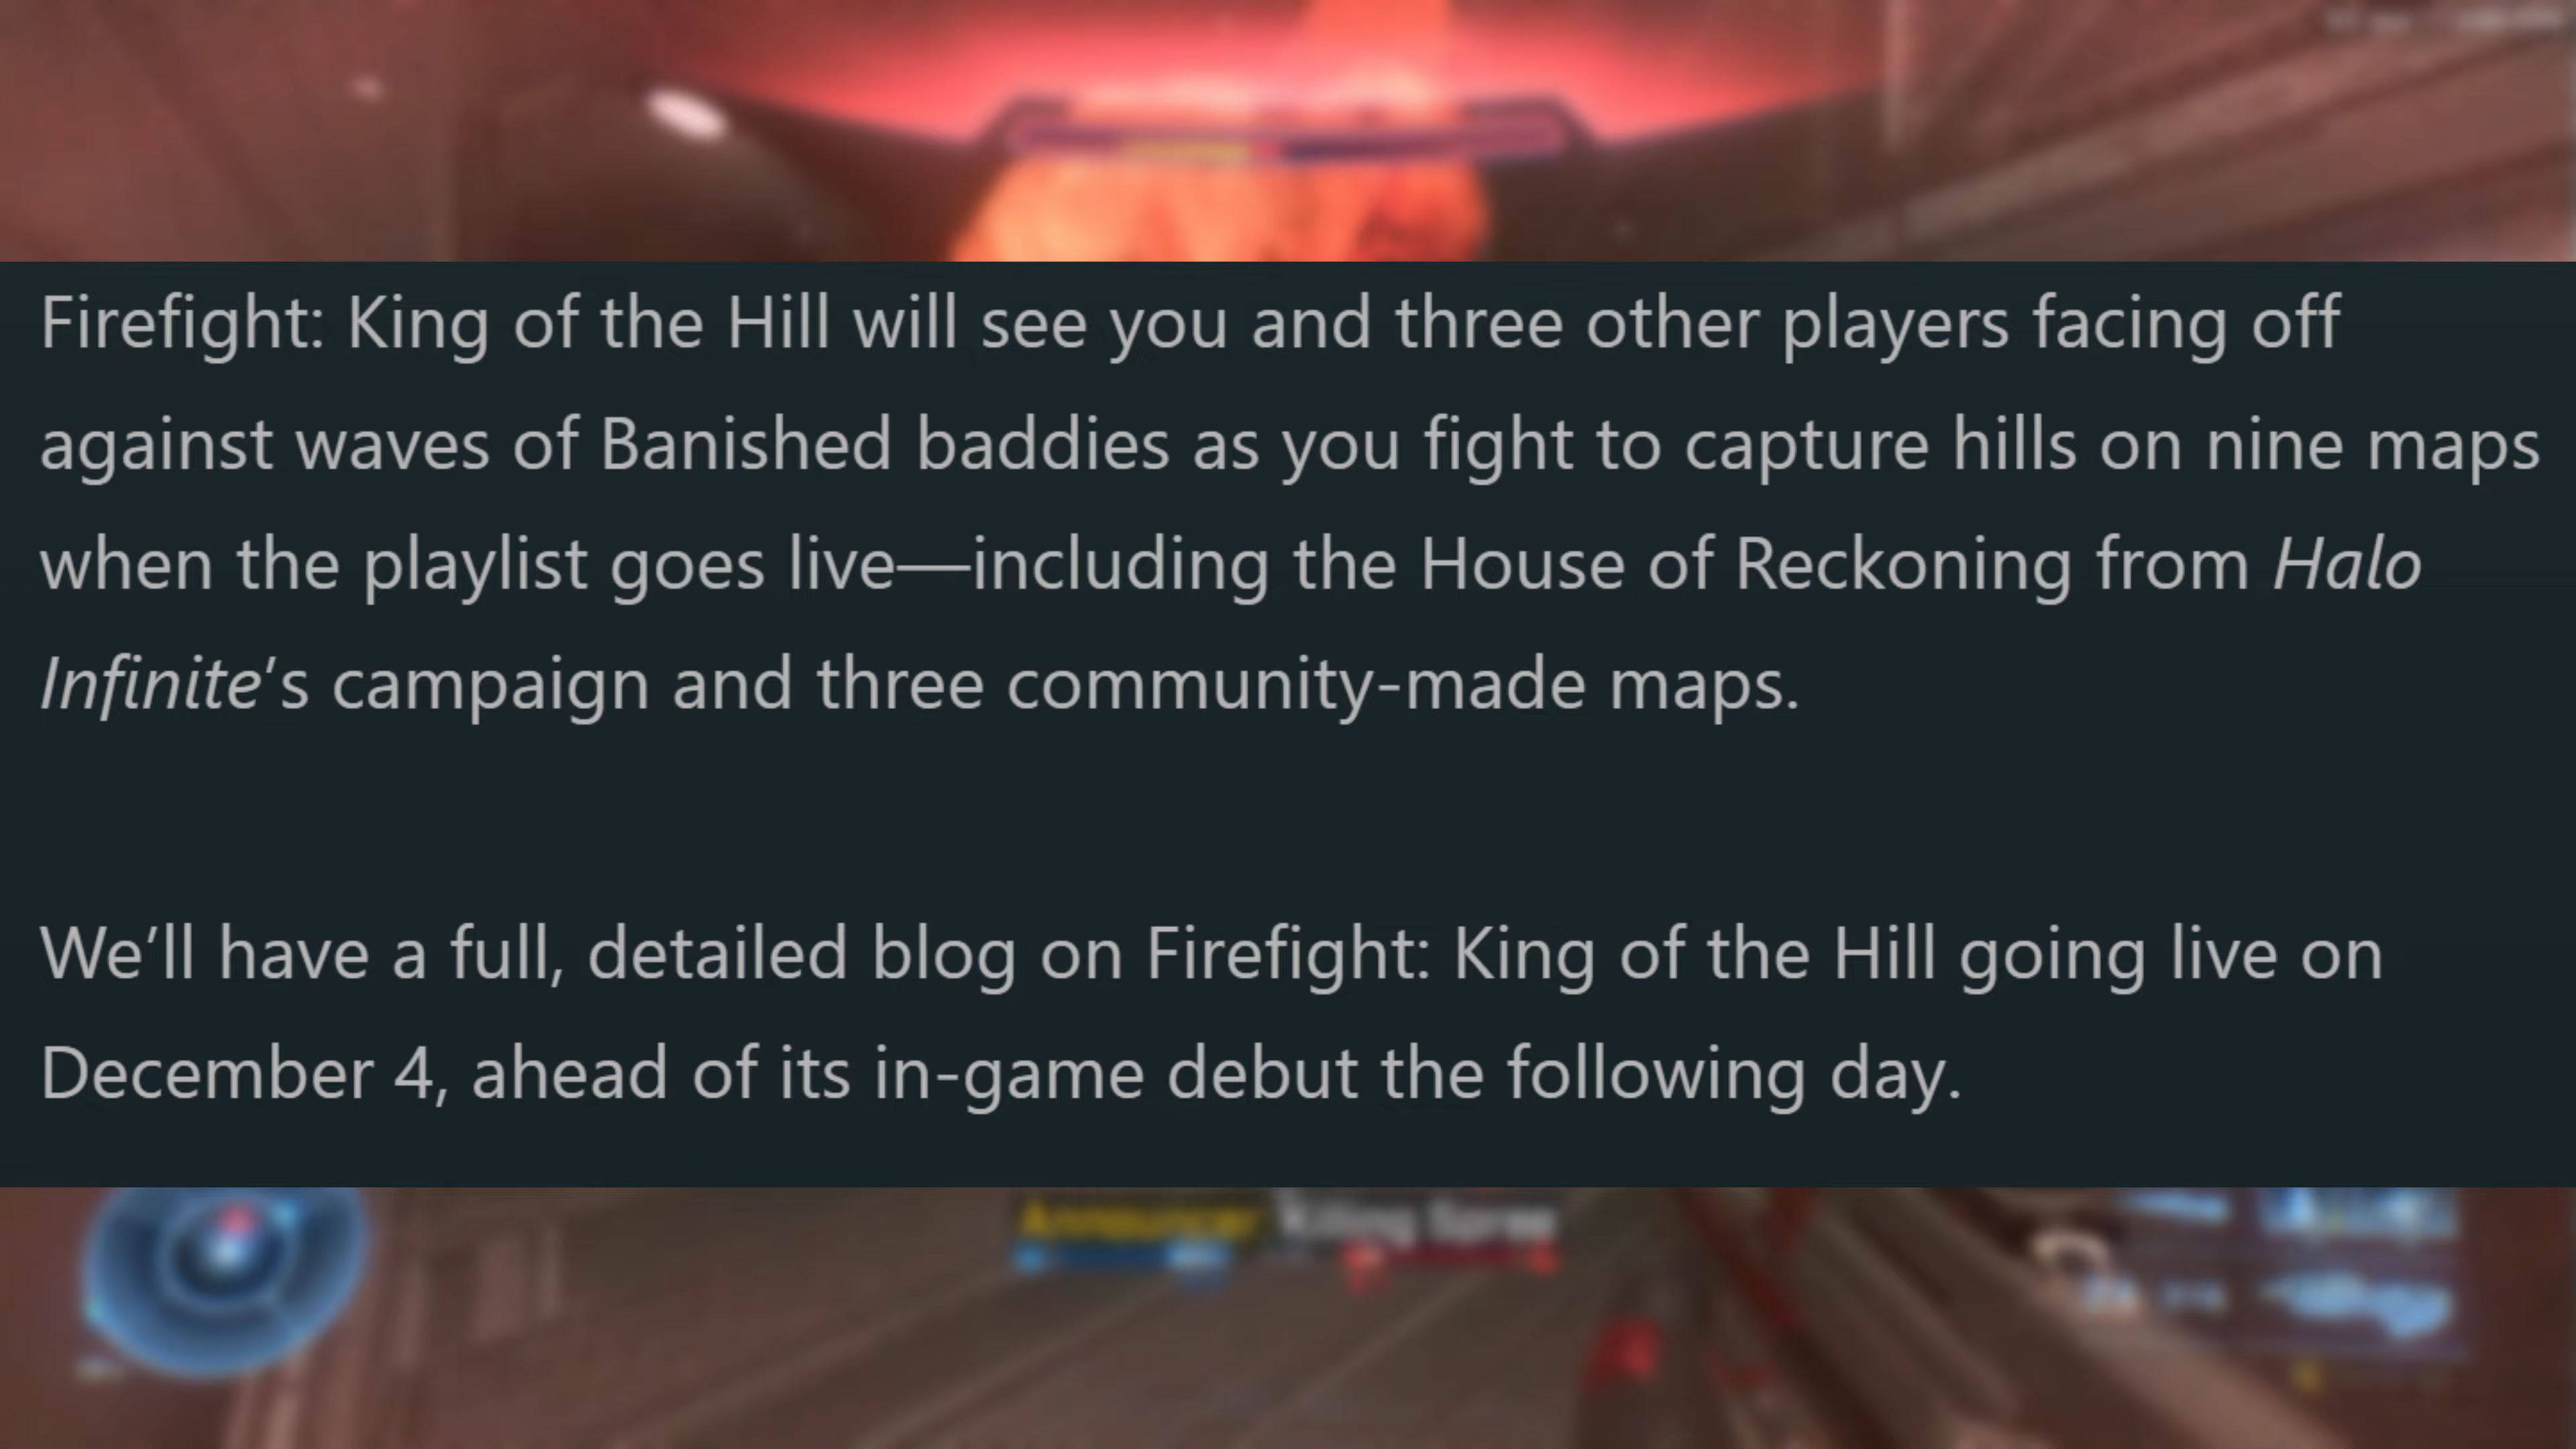 Firefight: King of the Hill will see you and three other players facing off
against waves of Banished baddies as you fight to capture hills on nine maps
when the playlist goes live—including the House of Reckoning from Halo
Infinite’s campaign and three community-made maps.
We’ll have a full, detailed blog on Firefight: King of the Hill going live on
December 4, ahead of its in-game debut the following day.
Announcer Killing Spree